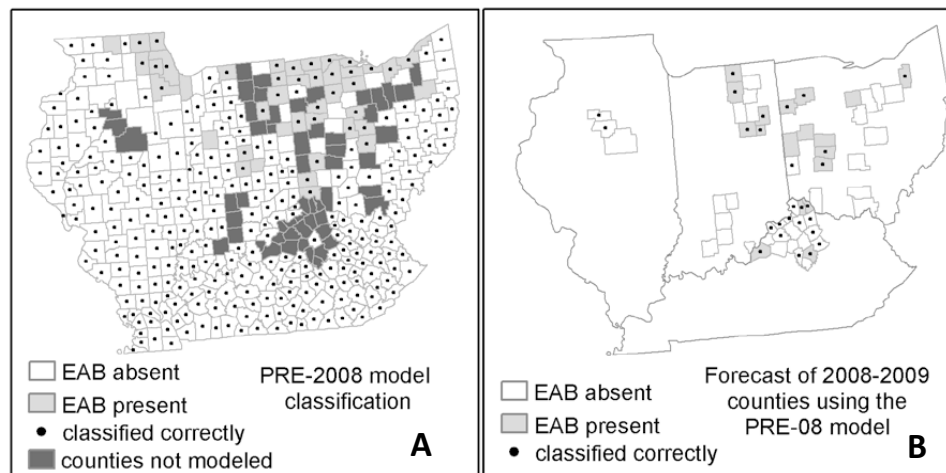 EAB absent
EAB present
classified correctly
counties not modeled
PRE-2008 model
classification
A
EAB absent
EAB present
classified correctly
Forecast of 2008-2009
counties using the
PRE-08 model
B